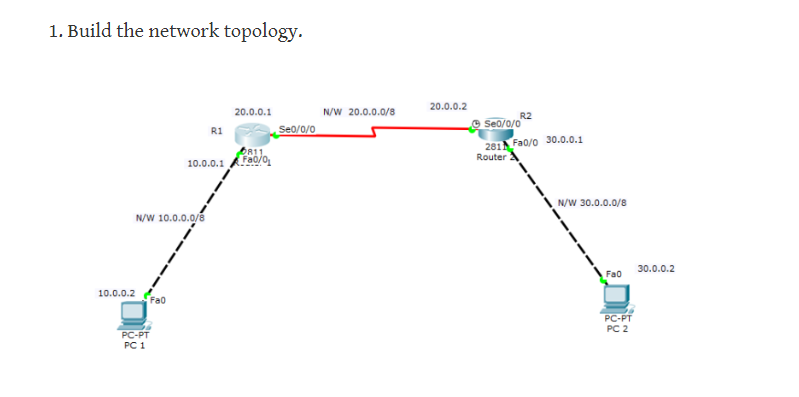 1. Build the network topology.
20.0.0.1
N/W 20.0.0.0/8
20.0.0.2
R1
Se0/0/0
R2
Se0/0/0
2811
Fa0/0
10.0.0.1
2811
Router 2
Fa0/0
30.0.0.1
N/W 10.0.0.0/8
N/W 30.0.0.0/8
10.0.0.2
Fa0
PC-PT
PC 1
Fa0
30.0.0.2
PC-PT
PC 2